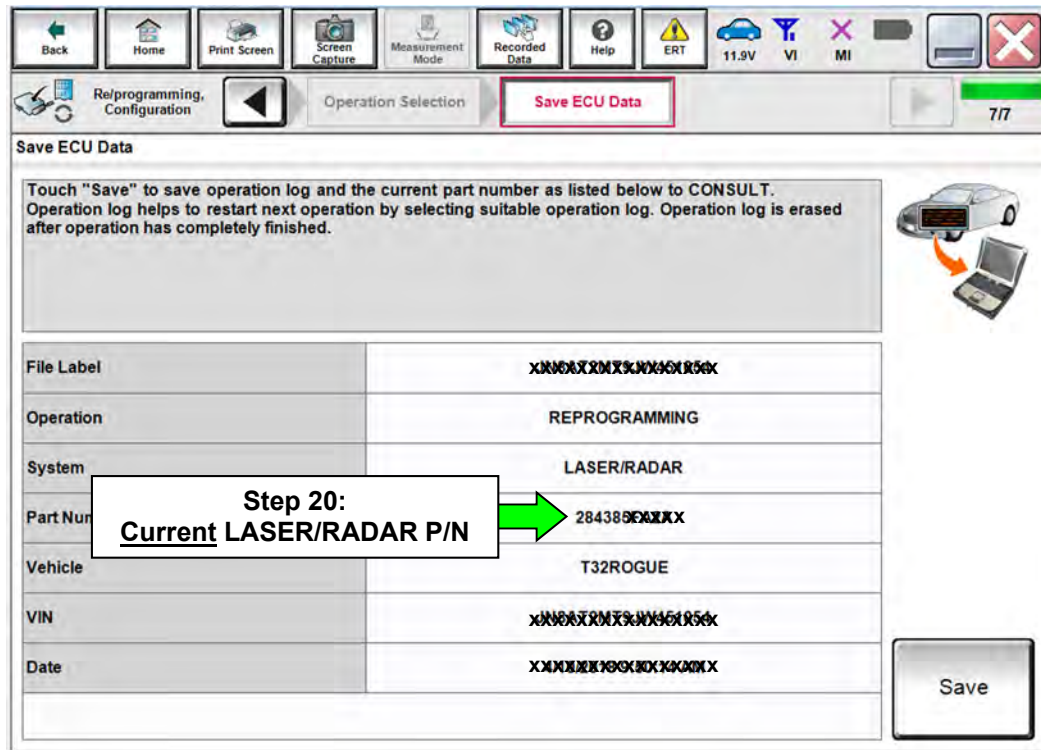 Back
Home
Print Screen
Screen Capture
Measurement Mode
Recorded Data
Help
ERT
11.9V
VI
MI
Re/programming, Configuration
Operation Selection
Save ECU Data
7/7
Save ECU Data
Touch "Save" to save operation log and the current part number as listed below to CONSULT.
Operation log helps to restart next operation by selecting suitable operation log. Operation log is erased
after operation has completely finished.
File Label
Operation
REPROGRAMMING
System
LASER/RADAR
Step 20:
Current LASER/RADAR P/N
Part
Vehicle
T32ROGUE
VIN
Date
Save